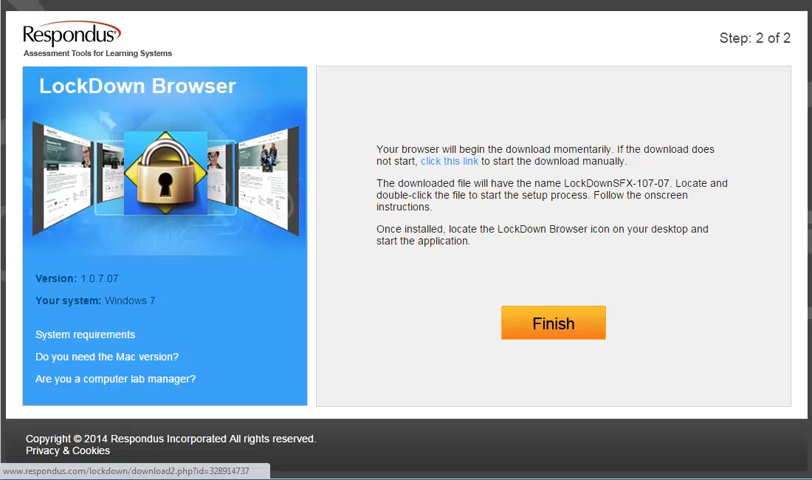 Respondus®
Assessment Tools for Learning Systems
Step: 2 of 2
LockDown Browser
Version: 1.0.7.07
Your system: Windows 7
System requirements
Do you need the Mac version?
Are you a computer lab manager?
Your browser will begin the download momentarily. If the download does
not start, click this link to start the download manually.
The downloaded file will have the name LockDownSFX-107-07. Locate and
double-click the file to start the setup process. Follow the onscreen
instructions.
Once installed, locate the LockDown Browser icon on your desktop and
start the application.
Finish
Copyright © 2014 Respondus Incorporated All rights reserved.
Privacy & Cookies
www.respondus.com/lockdown/download2.php?id=328914737